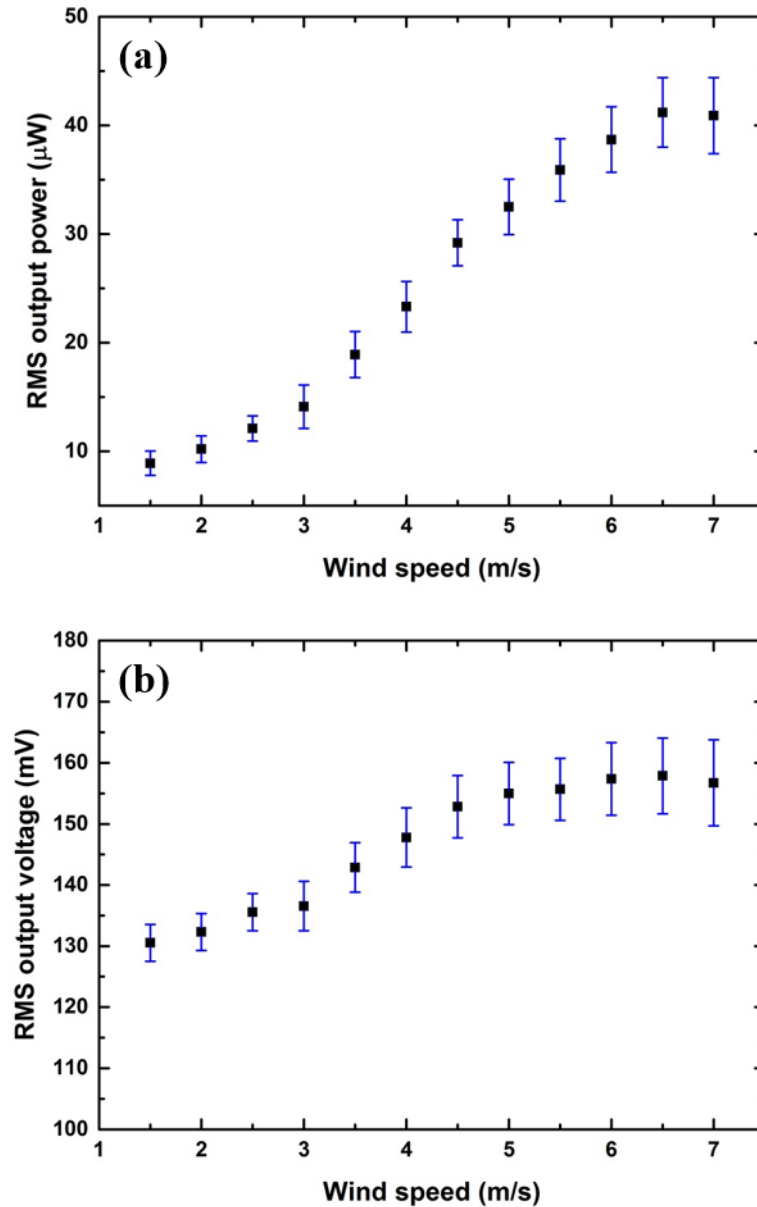 (a)
RMS output power (μW)
50
40
30
20
10
1 2 3 4 5 6 7
Wind speed (m/s)
(b)
RMS output voltage (mV)
180
170
160
150
140
130
120
110
100
1 2 3 4 5 6 7
Wind speed (m/s)